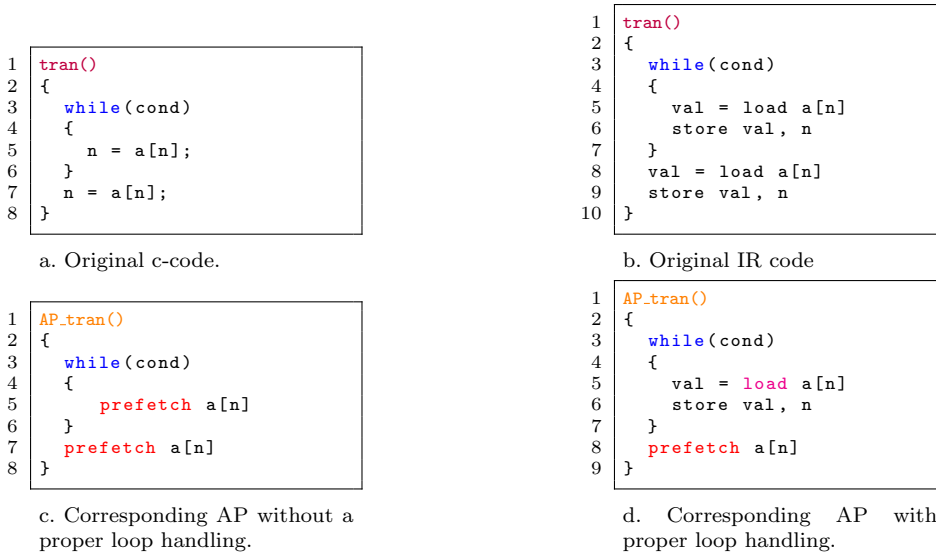 1 tran()
2 {
3 while(cond)
4 {
5 n = a[n];
6 }
7 n = a[n];
8 }
a. Original c-code.
1 tran()
2 {
3 while(cond)
4 {
5 val = load a[n]
6 store val, n
7 }
8 val = load a[n]
9 store val, n
10 }
b. Original IR code
1 AP_tran()
2 {
3 while(cond)
4 {
5 prefetch a[n]
6 }
7 prefetch a[n]
8 }
c. Corresponding AP without a
proper loop handling.
1 AP_tran()
2 {
3 while(cond)
4 {
5 val = load a[n]
6 store val, n
7 }
8 prefetch a[n]
9 }
d. Corresponding AP with
proper loop handling.